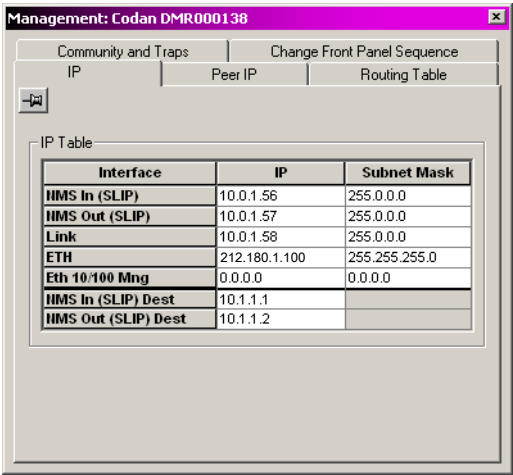 Management: Codan DMR000138
Community and Traps Change Front Panel Sequence
IP Peer IP Routing Table
IP Table
Interface IP Subnet Mask
NMS In (SLIP) 10.0.1.56 255.0.0.0
NMS Out (SLIP) 10.0.1.57 255.0.0.0
Link 10.0.1.58 255.0.0.0
ETH 212.180.1.100 255.255.255.0
Eth 10/100 Mng 0.0.0.0 0.0.0.0
NMS In (SLIP) Dest 10.1.1.1
NMS Out (SLIP) Dest 10.1.1.2